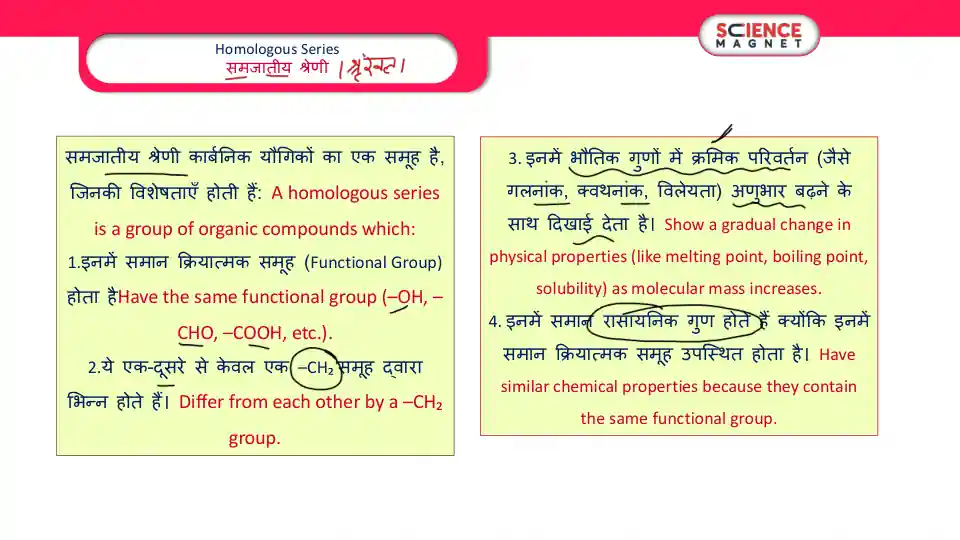 SCIENCE
MAGNET
Homologous Series
समजातीय श्रेणी
समजातीय श्रेणी कार्बनिक यौगिकों का एक समूह है,
जिनकी विशेषताएँ होती हैं: A homologous series
is a group of organic compounds which:
1.इनमें समान क्रियात्मक समूह (Functional Group)
होता हैHave the same functional group (–OH, –
CHO, –COOH, etc.).
2.ये एक-दूसरे से केवल एक –CH₂ समूह द्वारा
भिन्न होते हैं। Differ from each other by a –CH₂
group.
3. इनमें भौतिक गुणों में क्रमिक परिवर्तन (जैसे
गलनांक, क्वथनांक, विलेयता) अणुभार बढ़ने के
साथ दिखाई देता है। Show a gradual change in
physical properties (like melting point, boiling point,
solubility) as molecular mass increases.
4. इनमें समान रासायनिक गुण होते हैं क्योंकि इनमें
समान क्रियात्मक समूह उपस्थित होता है। Have
similar chemical properties because they contain
the same functional group.